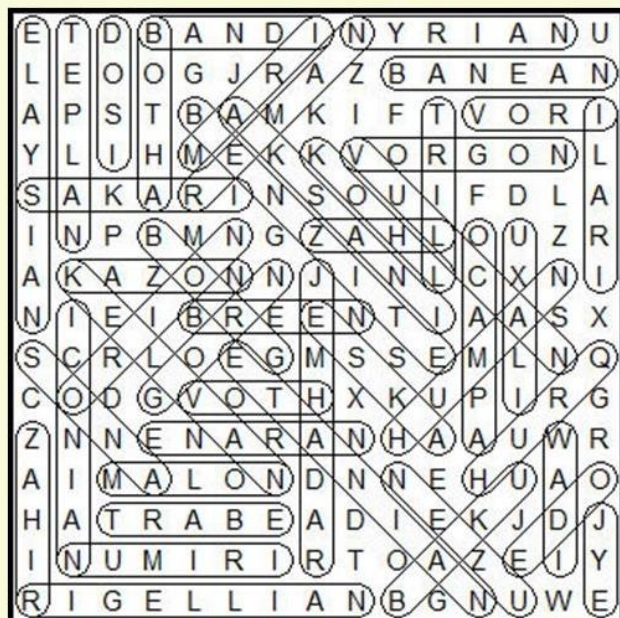 E T D B A N D I N Y R I A N U
L E O O G J R A Z B A N E A N
A P S T B A M K I F T V O R I
Y L I H M E K K V O R G O N L
S A K A R I N S O U I F D L A
I N P B M N G Z A H L O U Z R
A K A Z O N N J I N L C X N I
N I E I B R E E N T I A A S X
S C R L O E G M S S E M L N Q
C O D G V O T H X K U P I R G
Z N N E N A R A N H A A U W R
A I M A L O N D N N E H U A O
H A T R A B E A D I E K J D J
I N U M I R I R T O A Z E I Y
R I G E L L I A N B G N U W E